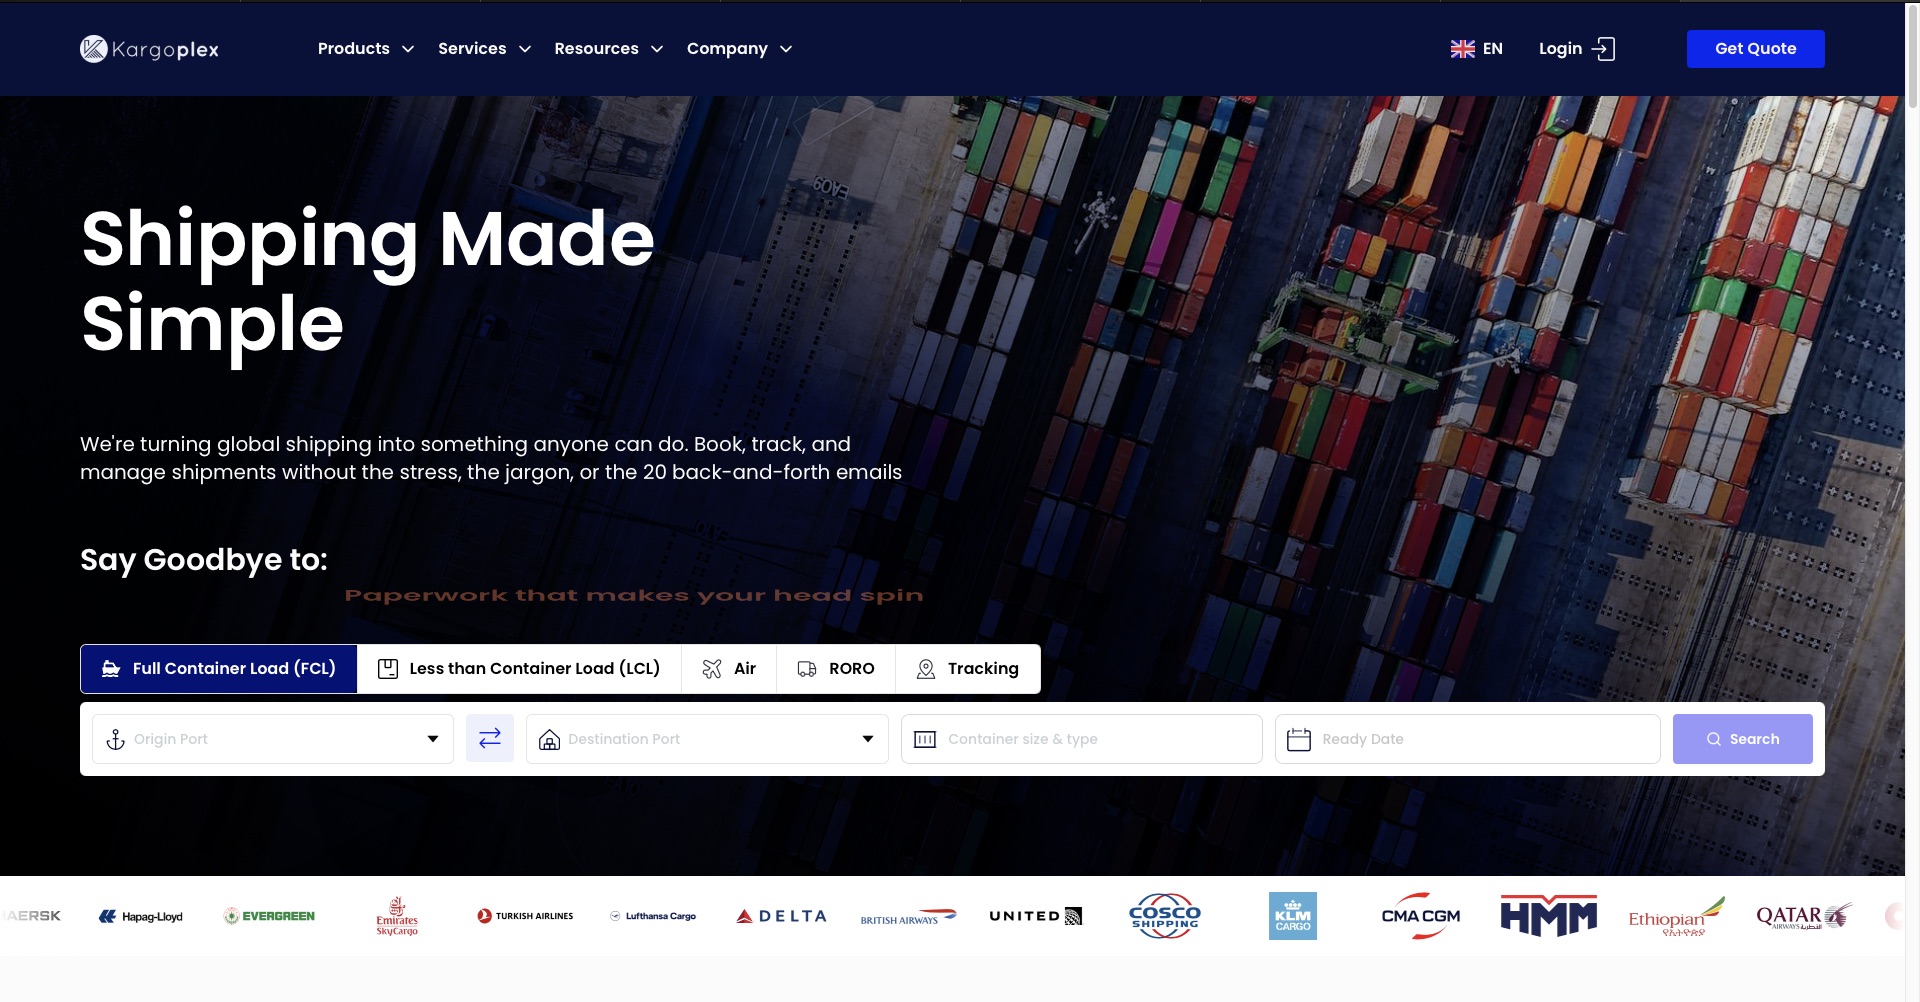 Kargoplex
Products
Services
Resources
Company
EN
Login
Get Quote
Shipping Made
Simple
We're turning global shipping into something anyone can do. Book, track, and
manage shipments without the stress, the jargon, or the 20 back-and-forth emails
Say Goodbye to:
Paperwork that makes your head spin
Full Container Load (FCL)
Less than Container Load (LCL)
Air
RORO
Tracking
Origin Port
Destination Port
Container size & type
Ready Date
Search
AERSK
Hapag-Lloyd
EVERGREEN
Emirates
SkyCargo
TURKISH AIRLINES
Lufthansa Cargo
DELTA
BRITISH AIRWAYS
UNITED
COSCO
SHIPPING
KLM
CARGO
CMA CGM
HMM
Ethiopian
የኢትዮጵያ
QATAR
AIRWAYS القطرية